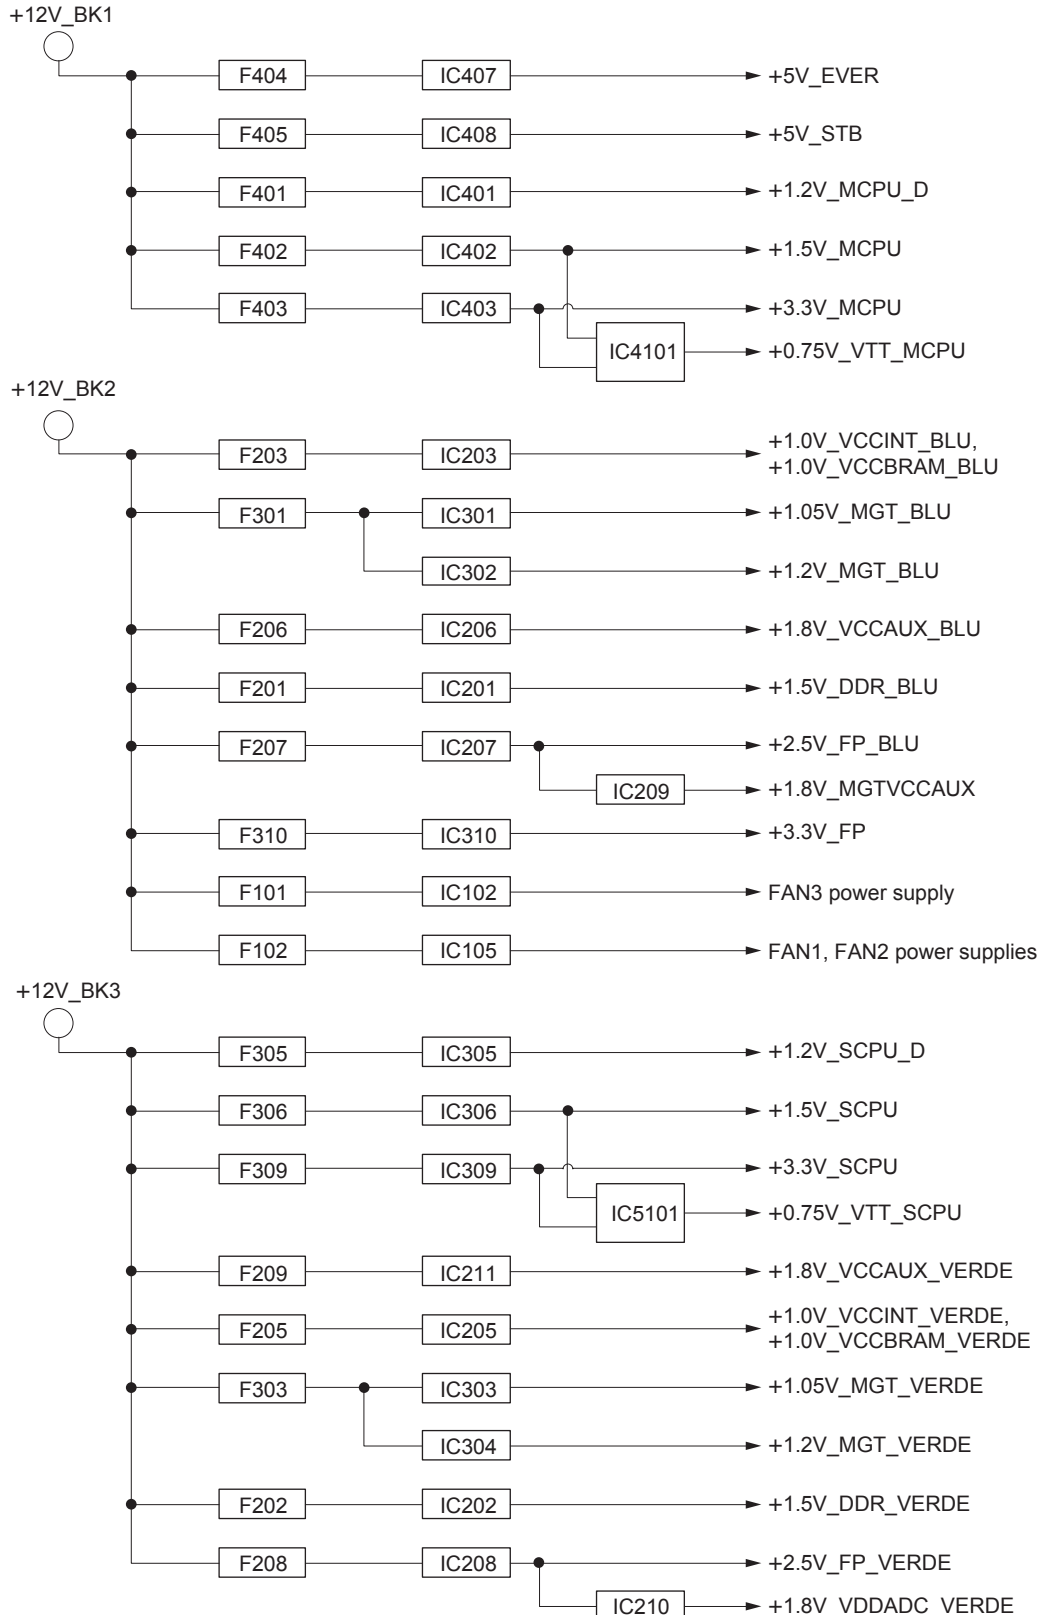 +12V_BK1
F404 IC407 +5V_EVER
F405 IC408 +5V_STB
F401 IC401 +1.2V_MCPU_D
F402 IC402 +1.5V_MCPU
F403 IC403 +3.3V_MCPU
IC4101 +0.75V_VTT_MCPU
+12V_BK2
F203 IC203 +1.0V_VCCINT_BLU,
+1.0V_VCCBRAM_BLU
F301 IC301 +1.05V_MGT_BLU
IC302 +1.2V_MGT_BLU
F206 IC206 +1.8V_VCCAUX_BLU
F201 IC201 +1.5V_DDR_BLU
F207 IC207 +2.5V_FP_BLU
IC209 +1.8V_MGTVCCAUX
F310 IC310 +3.3V_FP
F101 IC102 FAN3 power supply
F102 IC105 FAN1, FAN2 power supplies
+12V_BK3
F305 IC305 +1.2V_SCPU_D
F306 IC306 +1.5V_SCPU
F309 IC309 +3.3V_SCPU
IC5101 +0.75V_VTT_SCPU
F209 IC211 +1.8V_VCCAUX_VERDE
F205 IC205 +1.0V_VCCINT_VERDE,
+1.0V_VCCBRAM_VERDE
F303 IC303 +1.05V_MGT_VERDE
IC304 +1.2V_MGT_VERDE
F202 IC202 +1.5V_DDR_VERDE
F208 IC208 +2.5V_FP_VERDE
IC210 +1.8V_VDDADC_VERDE